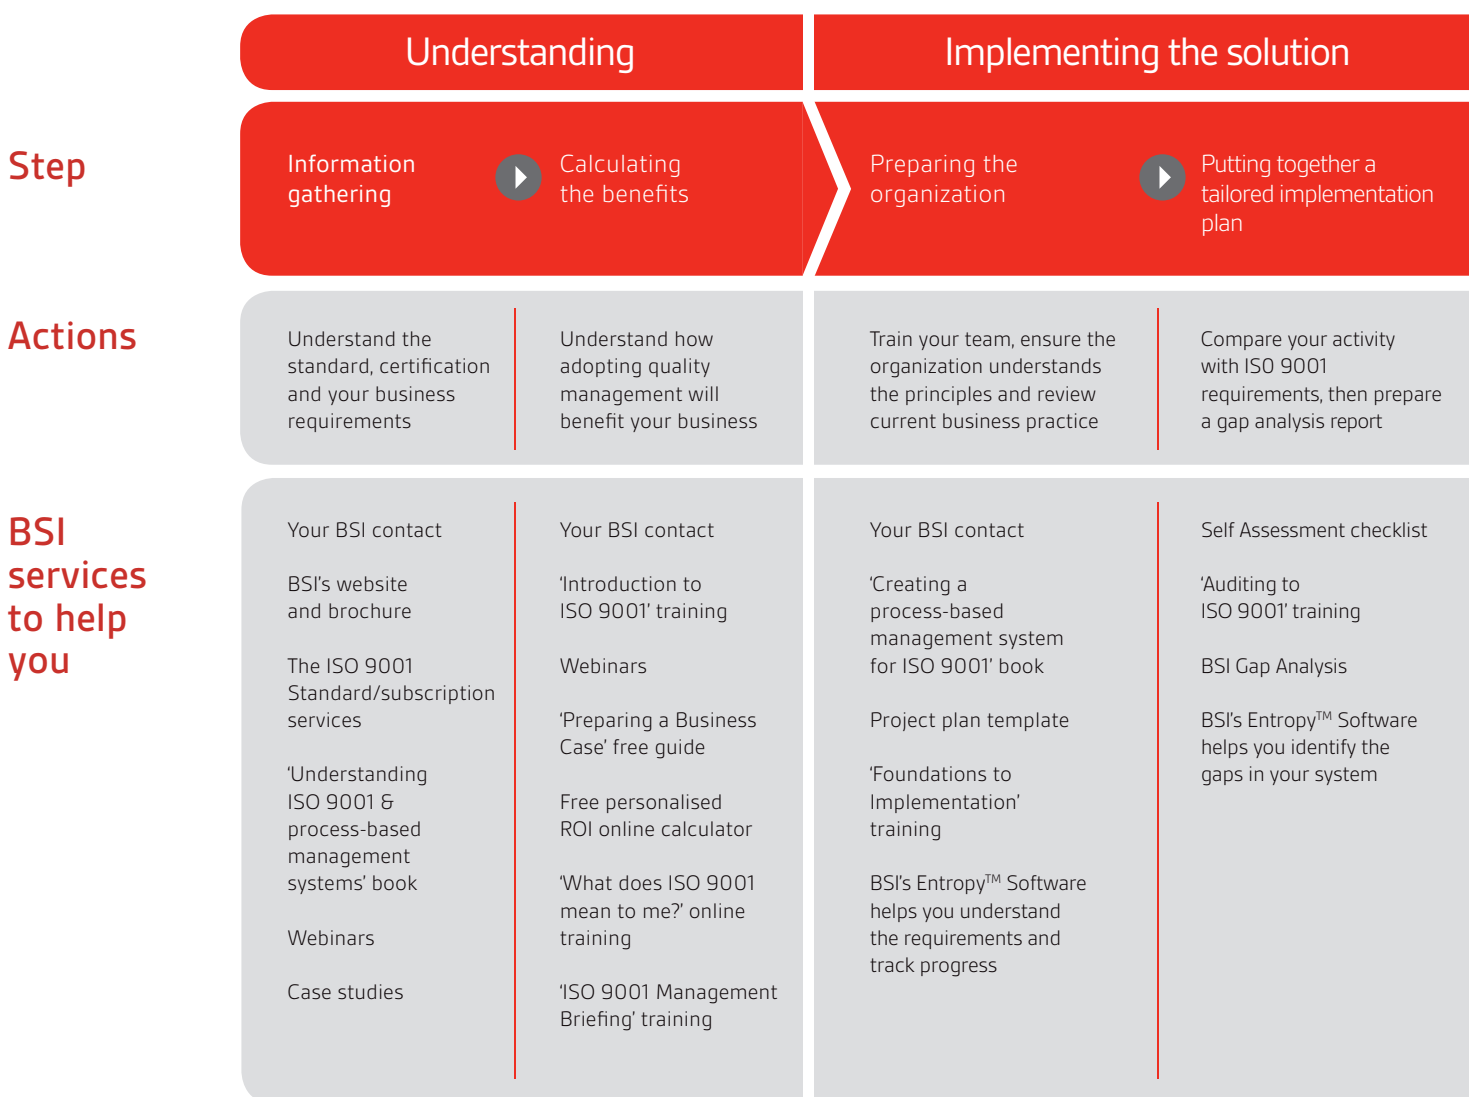 Understanding
Implementing the solution
Step
Information
gathering
Calculating
the benefits
Preparing the
organization
Putting together a
tailored implementation
plan
Actions
Understand the
standard, certification
and your business
requirements
Understand how
adopting quality
management will
benefit your business
Train your team, ensure the
organization understands
the principles and review
current business practice
Compare your activity
with ISO 9001
requirements, then prepare
a gap analysis report
BSI
services
to help
you
Your BSI contact
BSI's website
and brochure
The ISO 9001
Standard/subscription
services
‘Understanding
ISO 9001 &
process-based
management
systems’ book
Webinars
Case studies
Your BSI contact
‘Introduction to
ISO 9001’ training
Webinars
‘Preparing a Business
Case’ free guide
Free personalised
ROI online calculator
‘What does ISO 9001
mean to me?’ online
training
‘ISO 9001 Management
Briefing’ training
Your BSI contact
‘Creating a
process-based
management system
for ISO 9001’ book
Project plan template
‘Foundations to
Implementation’
training
BSI's Entropy™ Software
helps you understand
the requirements and
track progress
Self Assessment checklist
‘Auditing to
ISO 9001’ training
BSI Gap Analysis
BSI's Entropy™ Software
helps you identify the
gaps in your system